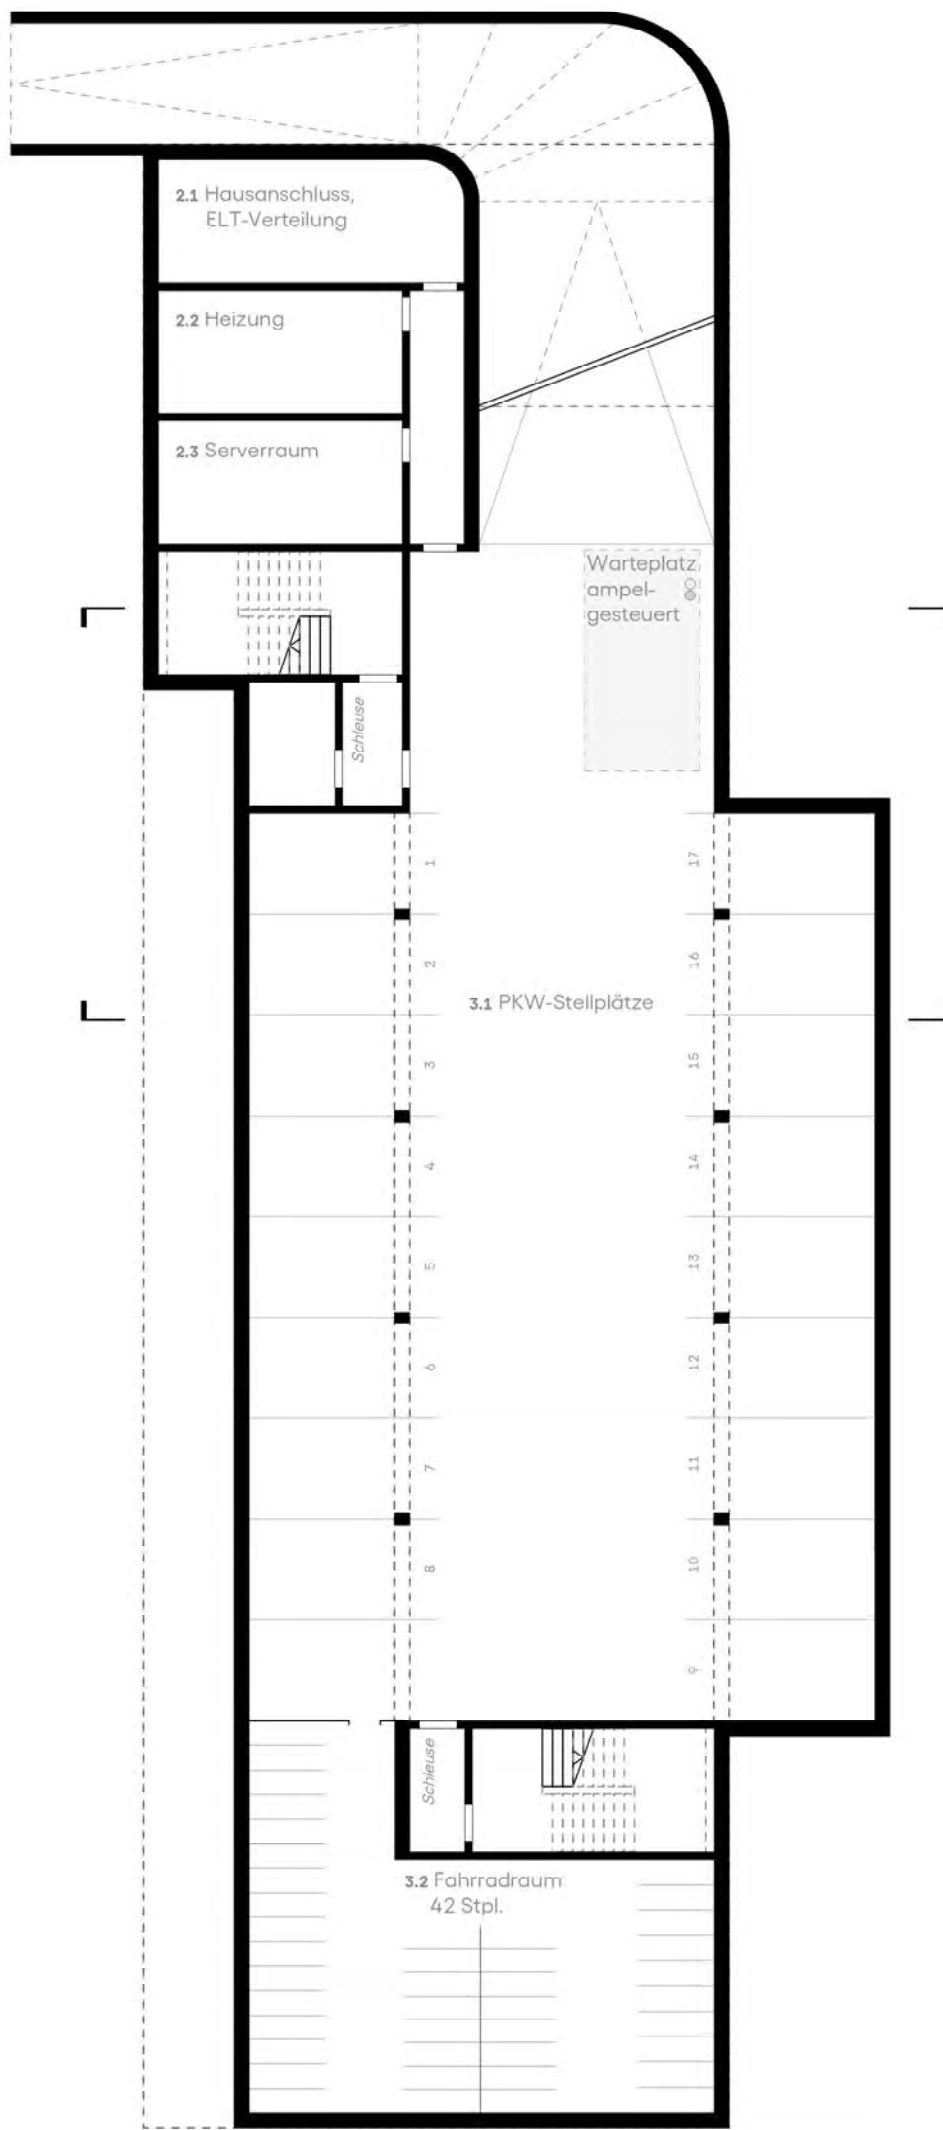 2.1 Hausanschluss,
ELT-Verteilung
2.2 Heizung
2.3 Serverraum
Warteplatz
ampel-
gesteuert
Schleuse
1
17
2
16
3.1 PKW-Stellplätze
3
15
4
14
5
13
6
12
7
11
8
10
9
Schleuse
3.2 Fahrradraum
42 Stpl.